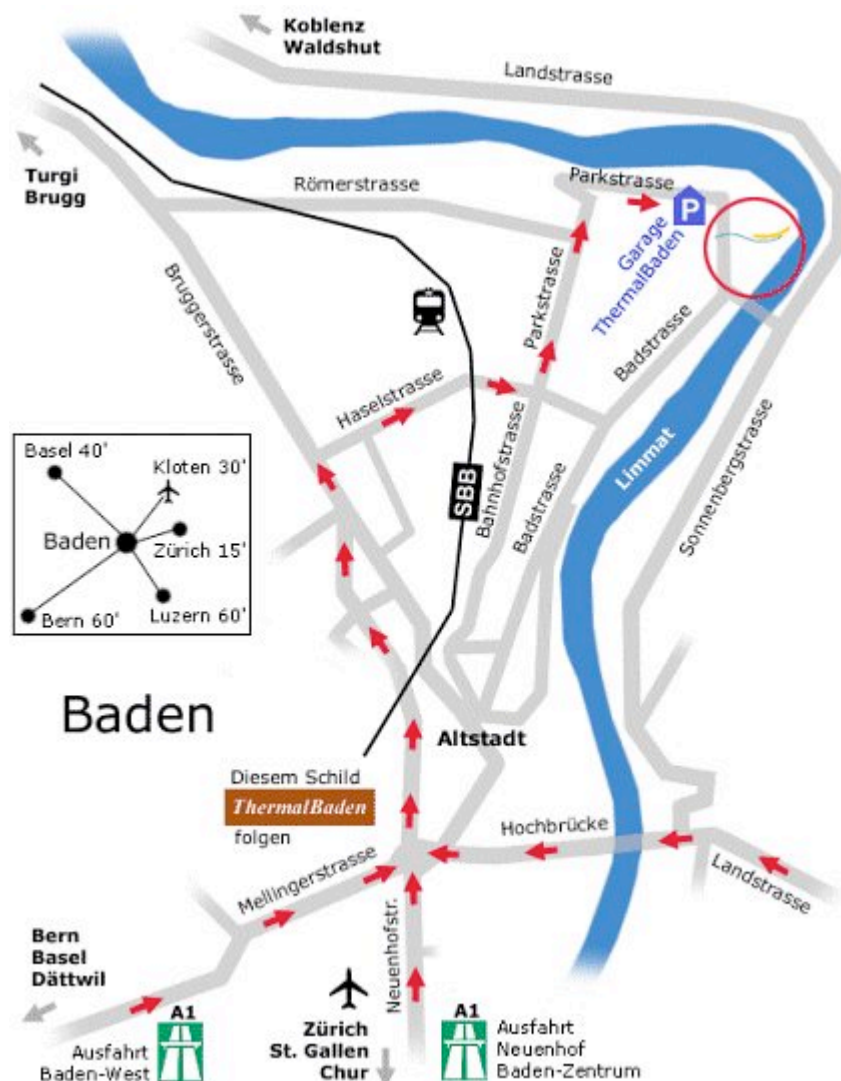 Koblenz
Waldshut
Landstrasse
Turgi
Brugg
Römerstrasse
Parkstrasse
P
Garage
ThermalBaden
Bruggerstrasse
Parkstrasse
Badstrasse
Haselstrasse
Limmat
Sonnenbergstrasse
SBB
Bahnhofstrasse
Badstrasse
Basel 40'
Kloten 30'
Baden
Zürich 15'
Bern 60'
Luzern 60'
Baden
Altstadt
Diesem Schild
ThermalBaden
folgen
Hochbrücke
Mellingerstrasse
Landstrasse
Neuenhofstr.
Bern
Basel
Dättwil
A1
Ausfahrt
Baden-West
Zürich
St. Gallen
Chur
A1
Ausfahrt
Neuenhof
Baden-Zentrum